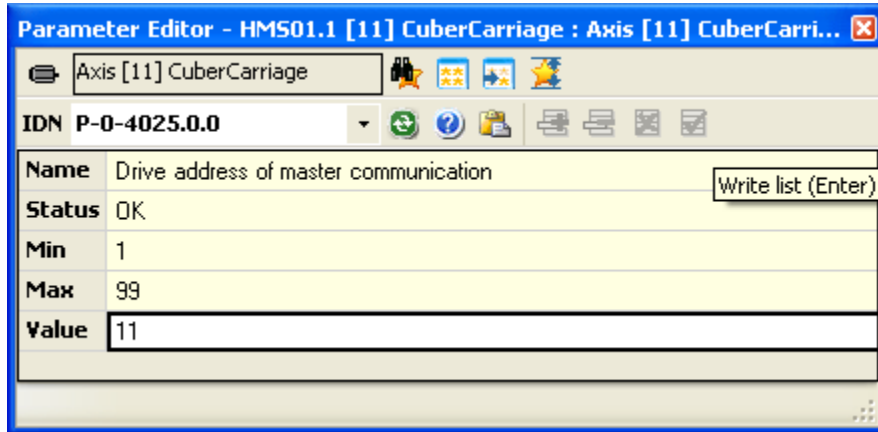 Parameter Editor - HMS01.1 [11] CuberCarriage : Axis [11] CuberCarri...
Axis [11] CuberCarriage
IDN P-0-4025.0.0
Name Drive address of master communication
Write list (Enter)
Status OK
Min 1
Max 99
Value 11